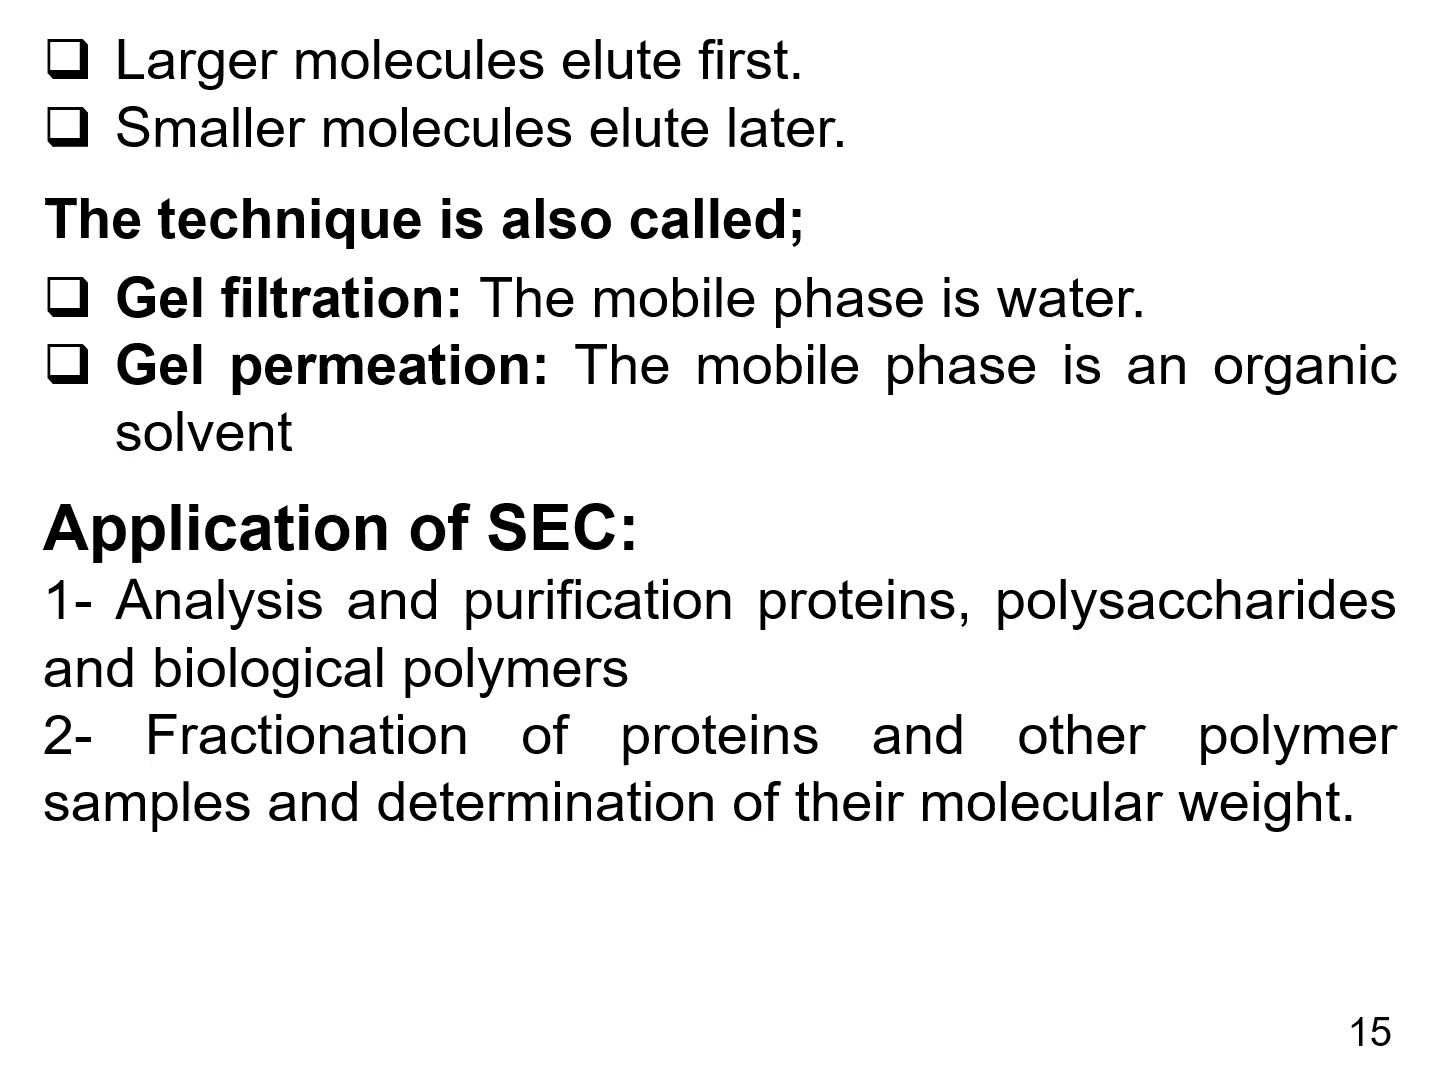 ❑ Larger molecules elute first.
❑ Smaller molecules elute later.
The technique is also called;
❑ Gel filtration: The mobile phase is water.
❑ Gel permeation: The mobile phase is an organic
solvent
Application of SEC:
1- Analysis and purification proteins, polysaccharides
and biological polymers
2- Fractionation of proteins and other polymer
samples and determination of their molecular weight.
15